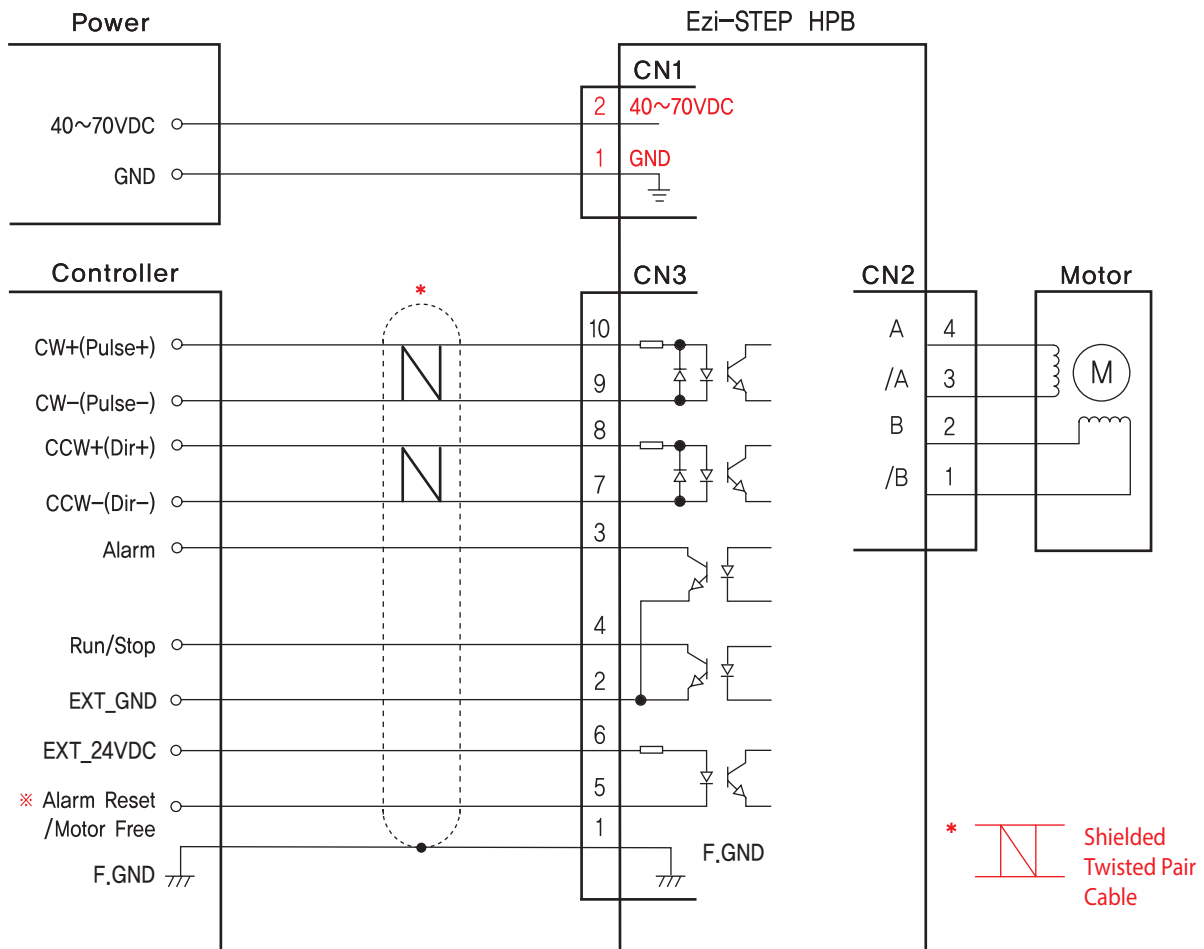 Power
Ezi-STEP HPB
CN1
40~70VDC
2 40~70VDC
GND
1 GND
Controller
*
CN3
CN2
Motor
CW+(Pulse+)
10
CW-(Pulse-)
9
CCW+(Dir+)
8
CCW-(Dir-)
7
Alarm
3
Run/Stop
4
EXT_GND
2
EXT_24VDC
6
※ Alarm Reset
/Motor Free
5
1
F.GND
F.GND
A 4
/A 3
B 2
/B 1
M
* Shielded
Twisted Pair
Cable